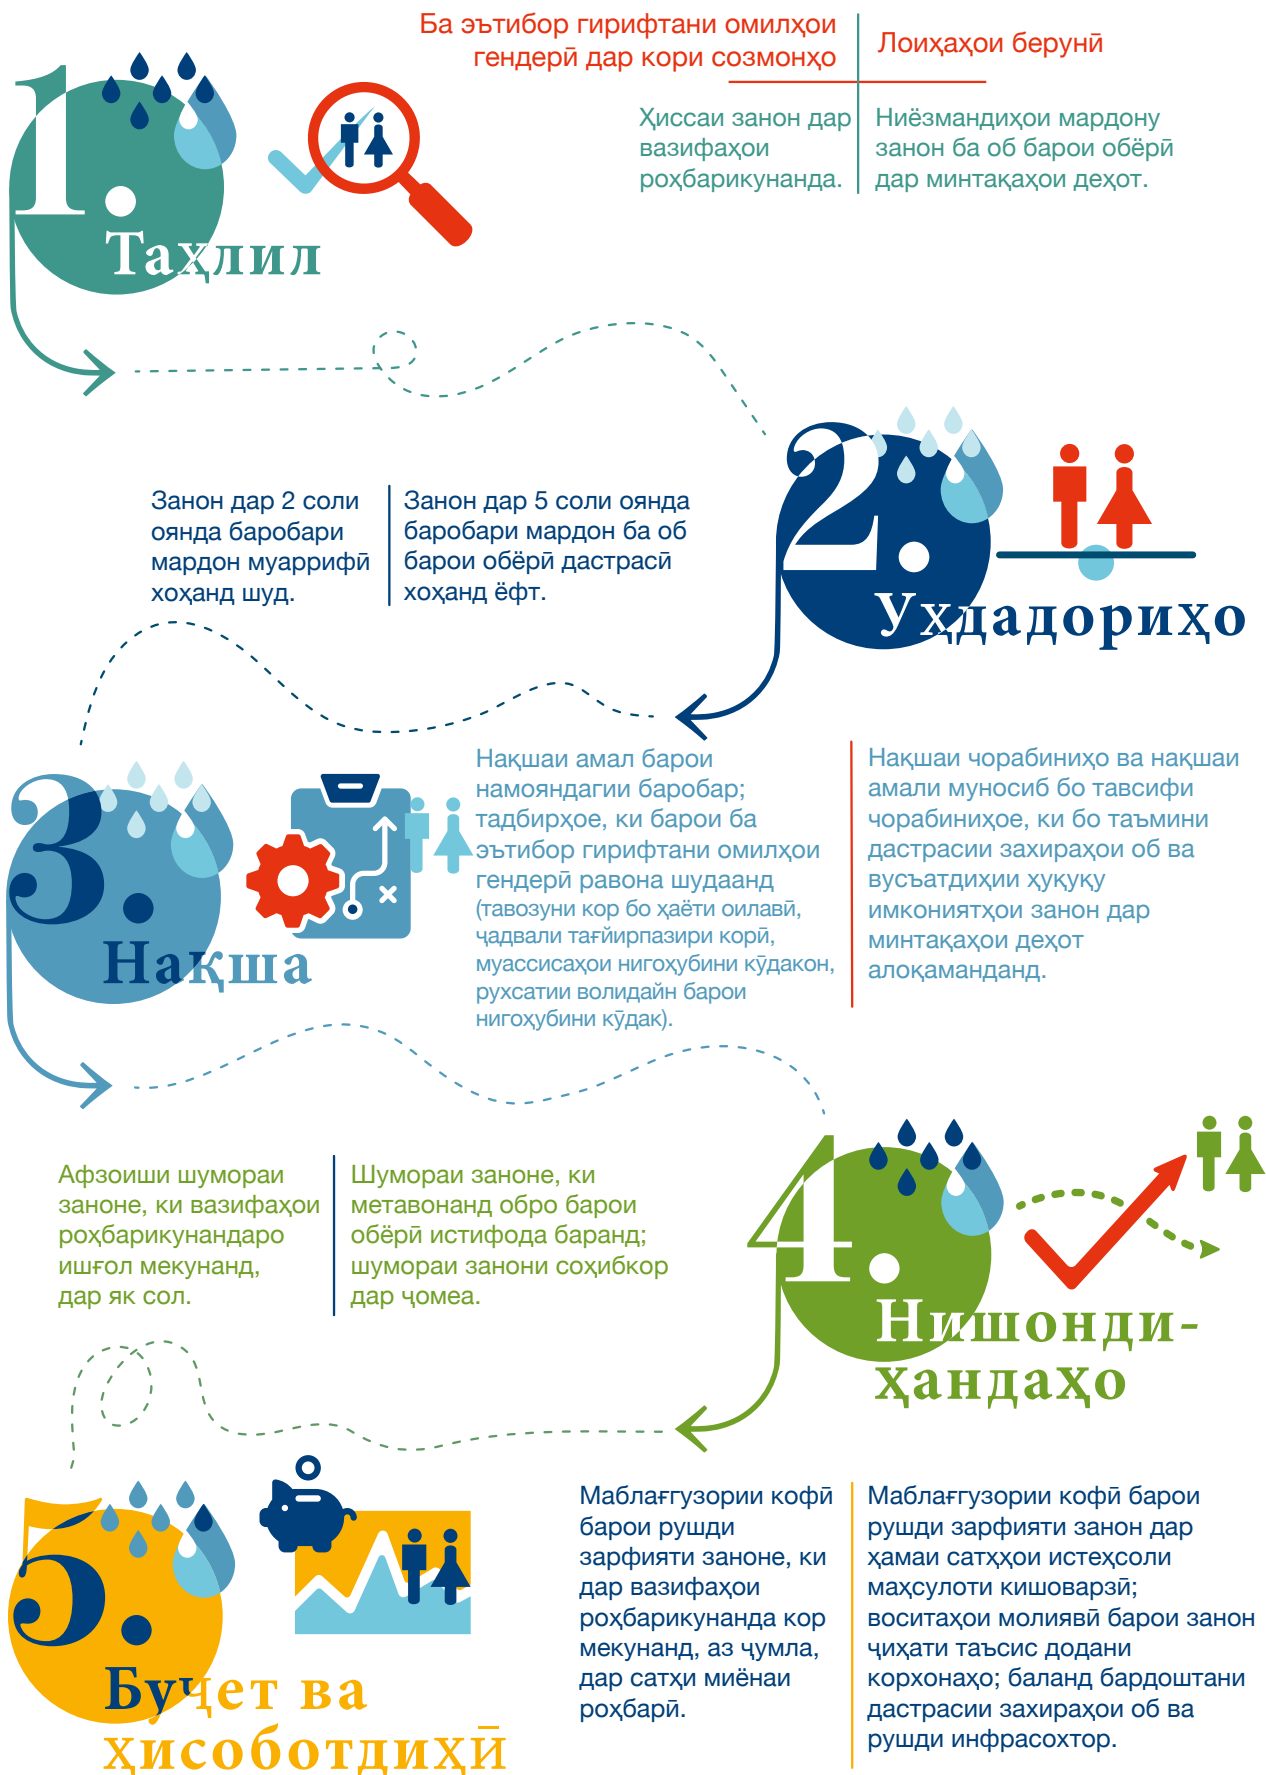 Ба эътибор гирифтани омилҳои
гендерӣ дар кори созмонҳо
Лоиҳаҳои берунӣ
1.
Таҳлил
Ҳиссаи занон дар
вазифаҳои
роҳбарикунанда.
Ниёзмандиҳои мардону
занон ба об барои обёрӣ
дар минтақаҳои деҳот.
2.
Уҳдадориҳо
Занон дар 2 соли
оянда баробари
мардон муаррифӣ
хоҳанд шуд.
Занон дар 5 соли оянда
баробари мардон ба об
барои обёрӣ дастрасӣ
хоҳанд ёфт.
3.
Нақша
Нақшаи амал барои
намояндагии баробар;
тадбирҳое, ки барои ба
эътибор гирифтани омилҳои
гендерӣ равона шудаанд
(тавозуни кор бо ҳаёти оилавӣ,
ҷадвали тағйирпазири корӣ,
муассисаҳои нигоҳубини кӯдакон,
рухсатии волидайн барои
нигоҳубини кӯдак).
Нақшаи чорабиниҳо ва нақшаи
амали муносиб бо тавсифи
чорабиниҳое, ки бо таъмини
дастрасии захираҳои об ва
вусъатдиҳии ҳуқуқу
имкониятҳои занон дар
минтақаҳои деҳот
алоқаманданд.
4.
Нишонди-
ҳандаҳо
Афзоиши шумораи
заноне, ки вазифаҳои
роҳбарикунандаро
ишғол мекунанд,
дар як сол.
Шумораи заноне, ки
метавонанд обро барои
обёрӣ истифода баранд;
шумораи занони соҳибкор
дар ҷомеа.
5.
Буҷет ва
ҳисоботдиҳӣ
Маблағгузории кофӣ
барои рушди
зарфияти заноне, ки
дар вазифаҳои
роҳбарикунанда кор
мекунанд, аз ҷумла,
дар сатҳи миёнаи
роҳбарӣ.
Маблағгузории кофӣ барои
рушди зарфияти занон дар
ҳамаи сатҳҳои истеҳсоли
маҳсулоти кишоварзӣ;
воситаҳои молиявӣ барои занон
ҷиҳати таъсис додани
корхонаҳо; баланд бардоштани
дастрасии захираҳои об ва
рушди инфрасохтор.